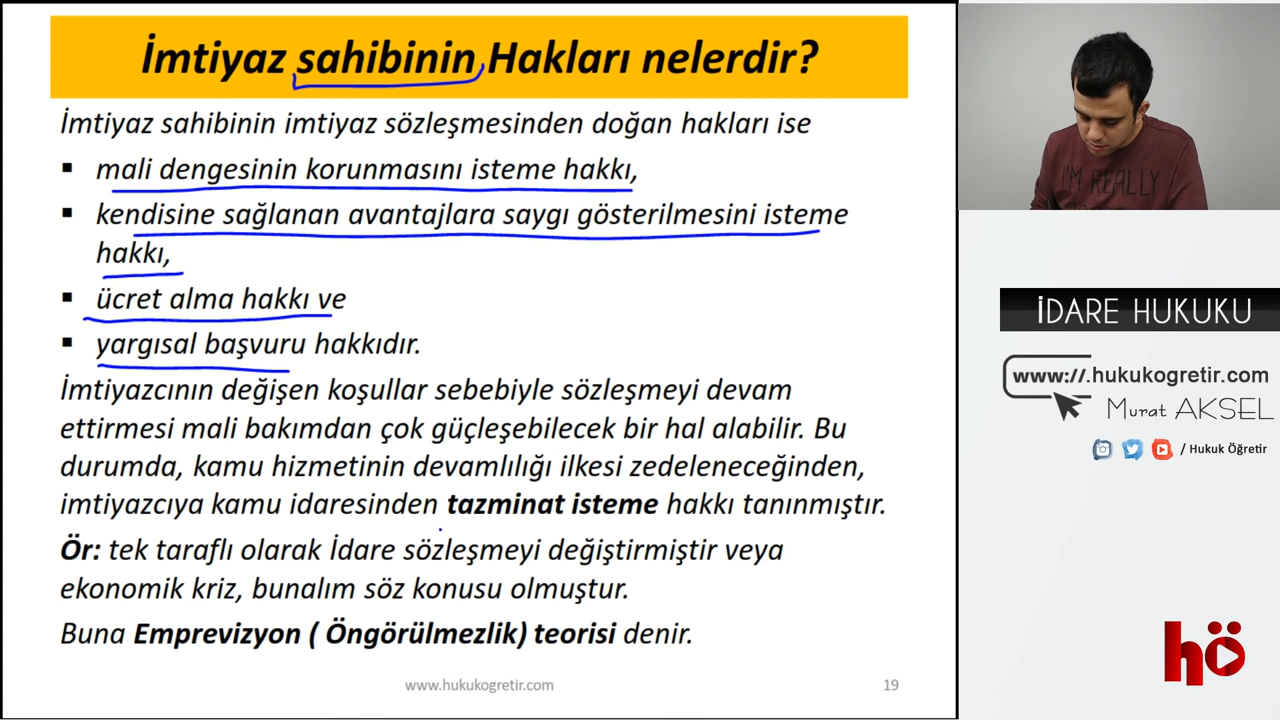 İmtiyaz sahibinin Hakları nelerdir?
İmtiyaz sahibinin imtiyaz sözleşmesinden doğan hakları ise
▪ mali dengesinin korunmasını isteme hakkı,
▪ kendisine sağlanan avantajlara saygı gösterilmesini isteme
hakkı,
▪ ücret alma hakkı ve
▪ yargısal başvuru hakkıdır.
İmtiyazcının değişen koşullar sebebiyle sözleşmeyi devam
ettirmesi mali bakımdan çok güçleşebilecek bir hal alabilir. Bu
durumda, kamu hizmetinin devamlılığı ilkesi zedeleneceğinden,
imtiyazcıya kamu idaresinden tazminat isteme hakkı tanınmıştır.
Ör: tek taraflı olarak İdare sözleşmeyi değiştirmiştir veya
ekonomik kriz, bunalım söz konusu olmuştur.
Buna Emprevizyon ( Öngörülmezlik) teorisi denir.
www.hukukogretir.com
19
I'M REALLY
İDARE HUKUKU
www://.hukukogretir.com
Murat AKSEL
/ Hukuk Öğretir
hö